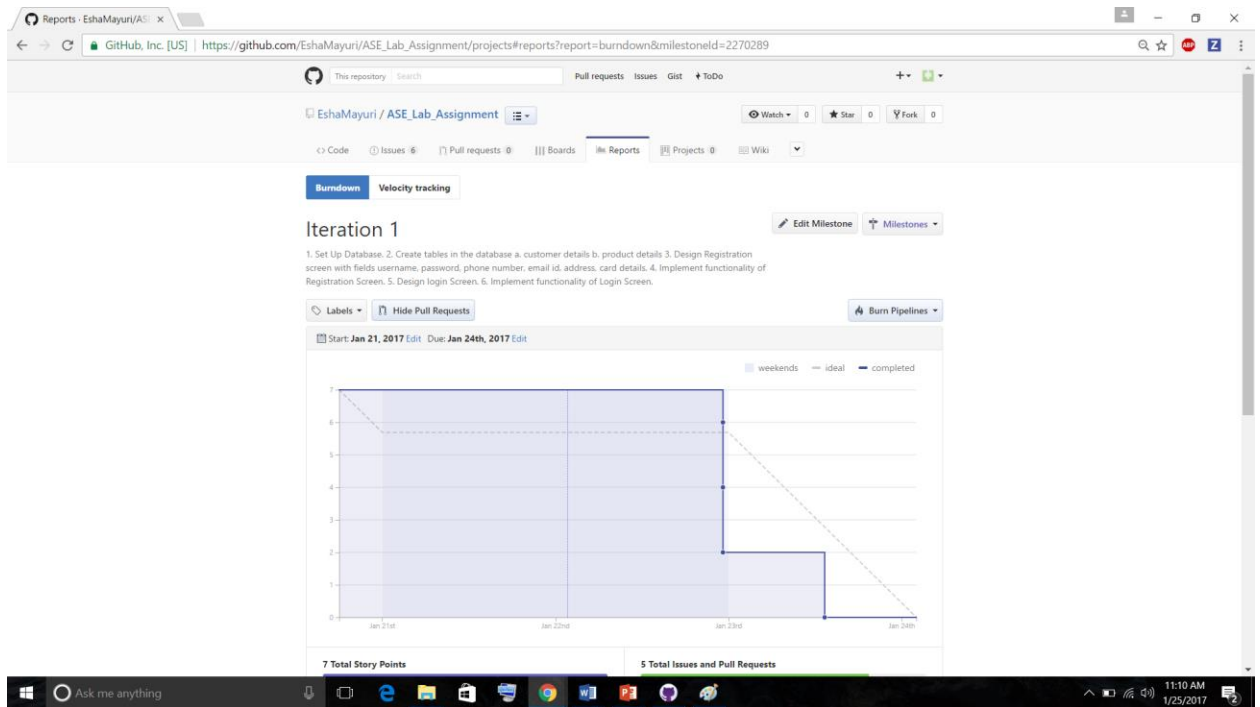 Reports · EshaMayuri/AS
GitHub, Inc. [US] | https://github.com/EshaMayuri/ASE_Lab_Assignment/projects#reports?report=burndown&milestoneId=2270289
ABP
Z
This repository Search Pull requests Issues Gist ToDo
EshaMayuri / ASE_Lab_Assignment
Watch 0 Star 0 Fork 0
Code Issues 6 Pull requests 0 Boards Reports Projects 0 Wiki
Burndown Velocity tracking
Iteration 1
Edit Milestone Milestones
1. Set Up Database. 2. Create tables in the database a. customer details b. product details 3. Design Registration
screen with fields username, password, phone number, email id, address, card details. 4. Implement functionality of
Registration Screen. 5. Design login Screen. 6. Implement functionality of Login Screen.
Labels Hide Pull Requests Burn Pipelines
Start: Jan 21, 2017 Edit Due: Jan 24th, 2017 Edit
weekends ideal completed
7
6
5
4
3
2
1
0
Jan 21st Jan 22nd Jan 23rd Jan 24th
7 Total Story Points 5 Total Issues and Pull Requests
Ask me anything
11:10 AM
1/25/2017
2